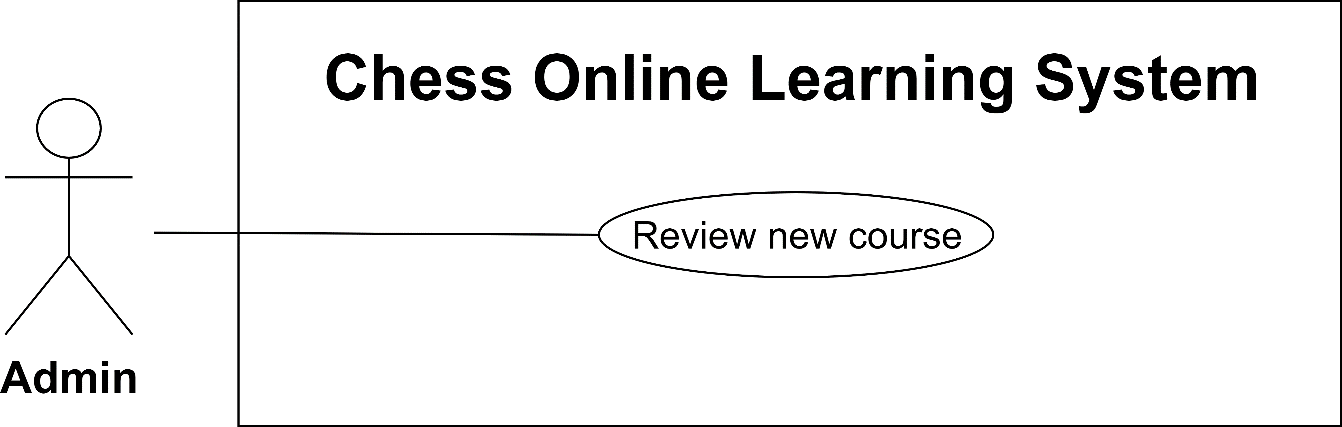 Chess Online Learning System
Review new course
Admin